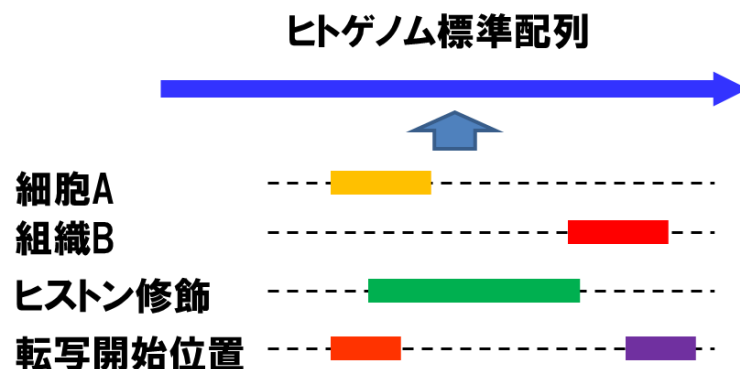 ヒトゲノム標準配列
細胞A
組織B
ヒストン修飾
転写開始位置